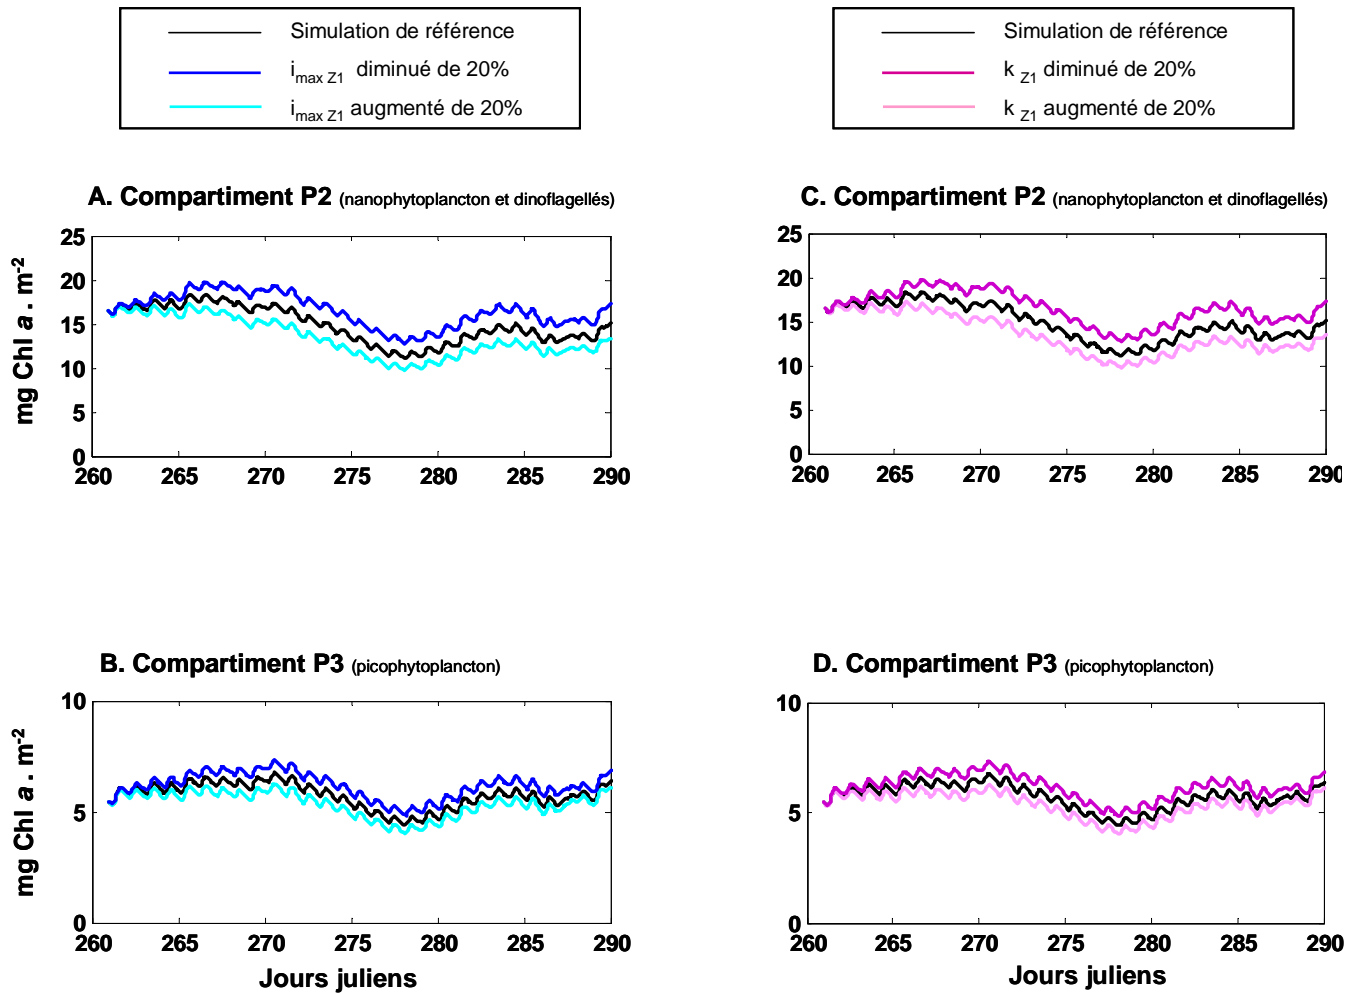 Simulation de référence
i max Z1 diminué de 20%
i max Z1 augmenté de 20%
Simulation de référence
k Z1 diminué de 20%
k Z1 augmenté de 20%
A. Compartiment P2 (nanophytoplancton et dinoflagellés)
25
20
15
10
5
0
260 265 270 275 280 285 290
mg Chl a . m-2
C. Compartiment P2 (nanophytoplancton et dinoflagellés)
25
20
15
10
5
0
260 265 270 275 280 285 290
B. Compartiment P3 (picophytoplancton)
10
5
0
260 265 270 275 280 285 290
mg Chl a . m-2
Jours juliens
D. Compartiment P3 (picophytoplancton)
10
5
0
260 265 270 275 280 285 290
Jours juliens